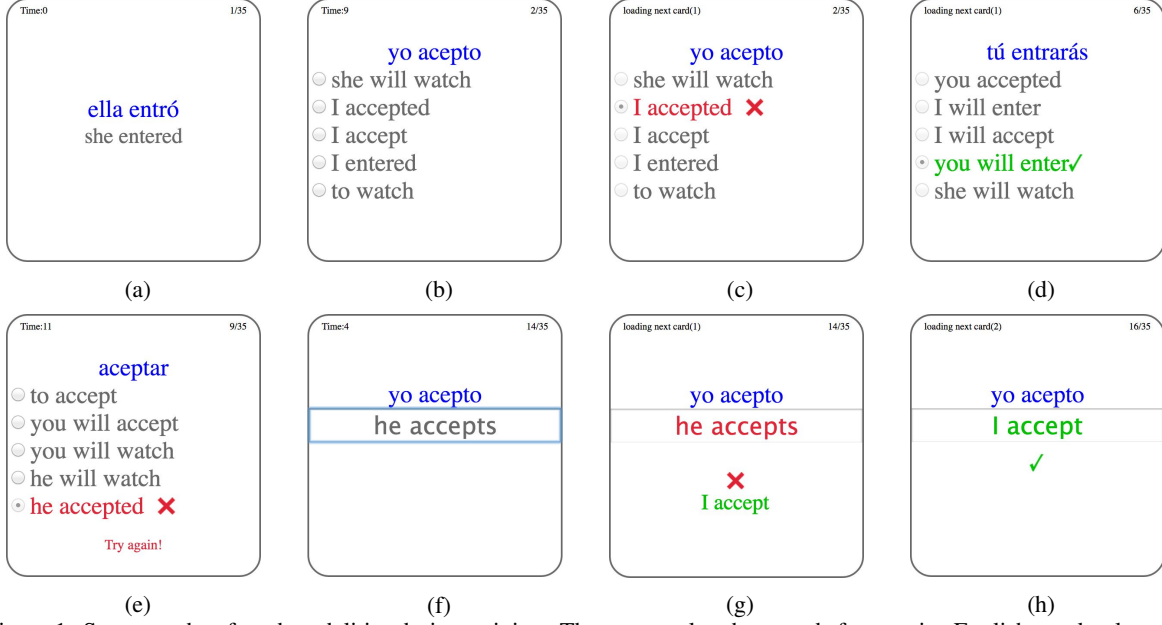 Time:0 1/35
ella entró
she entered
(a)
Time:9 2/35
yo acepto
she will watch
I accepted
I accept
I entered
to watch
(b)
loading next card(1) 2/35
yo acepto
she will watch
I accepted ✕
I accept
I entered
to watch
(c)
loading next card(1) 6/35
tú entrarás
you accepted
I will enter
I will accept
you will enter✓
she will watch
(d)
Time:11 9/35
aceptar
to accept
you will accept
you will watch
he will watch
he accepted ✕
Try again!
(e)
Time:4 14/35
yo acepto
he accepts
(f)
loading next card(1) 14/35
yo acepto
he accepts
✕
I accept
(g)
loading next card(2) 16/35
yo acepto
I accept
✓
(h)